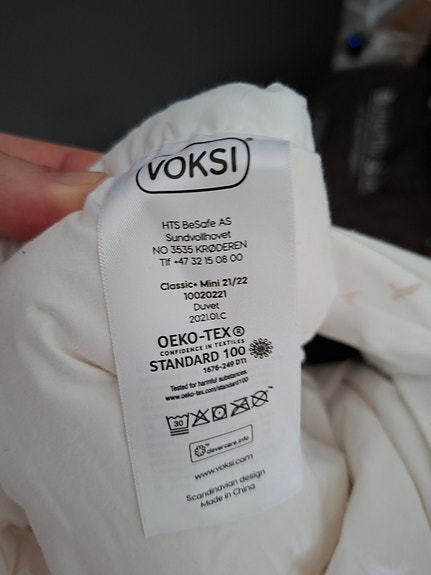 VOKSI
HTS BeSafe AS
Sundvollhovet
NO 3535 KRØDEREN
Tlf +47 32 15 08 00
Classic+ Mini 21/22
10020221
Duvet
2021.01.C
OEKO-TEX®
CONFIDENCE IN TEXTILES
STANDARD 100
1676-249 DTI
Tested for harmful substances.
www.oeko-tex.com/standard100
30
clevercare.info
www.voksi.com
Scandinavian design
Made in China